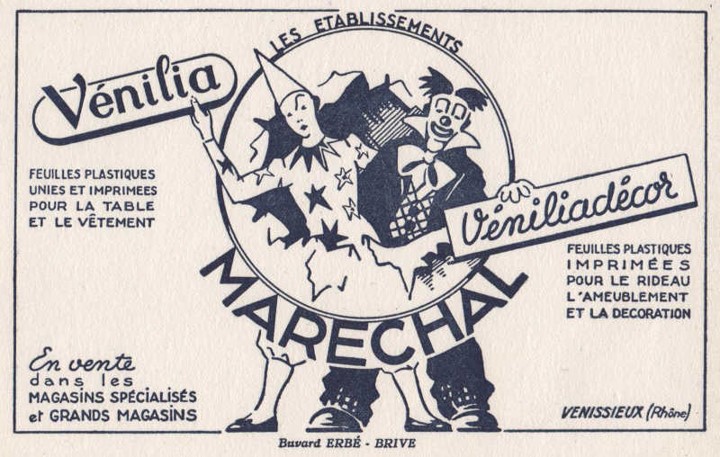 LES ETABLISSEMENTS
MARECHAL
Vénilia
FEUILLES PLASTIQUES
UNIES ET IMPRIMEES
POUR LA TABLE
ET LE VÊTEMENT
Véniliadécor
FEUILLES PLASTIQUES
IMPRIMÉES
POUR LE RIDEAU
L'AMEUBLEMENT
ET LA DECORATION
En vente
dans les
MAGASINS SPÉCIALISÉS
et GRANDS MAGASINS
VENISSIEUX (Rhône)
Buvard ERBÉ - BRIVE